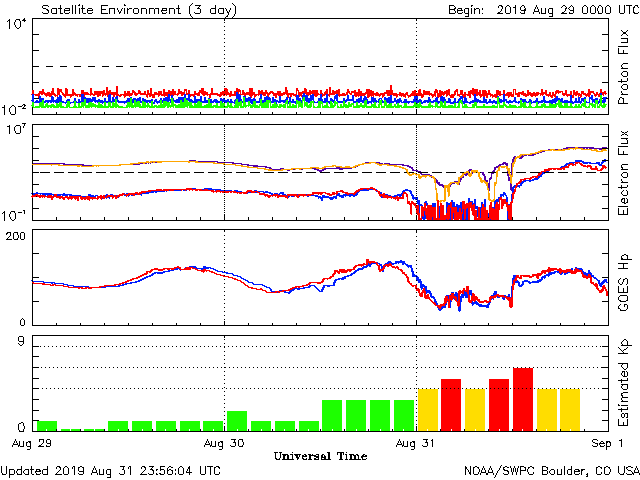 Satellite Environment (3 day) Begin: 2019 Aug 29 0000 UTC
10⁴
10⁻²
Proton Flux
10⁷
10⁻¹
Electron Flux
200
0
GOES Hp
9
0
Estimated Kp
Aug 29 Aug 30 Aug 31 Sep 1
Universal Time
Updated 2019 Aug 31 23:56:04 UTC NOAA/SWPC Boulder, CO USA